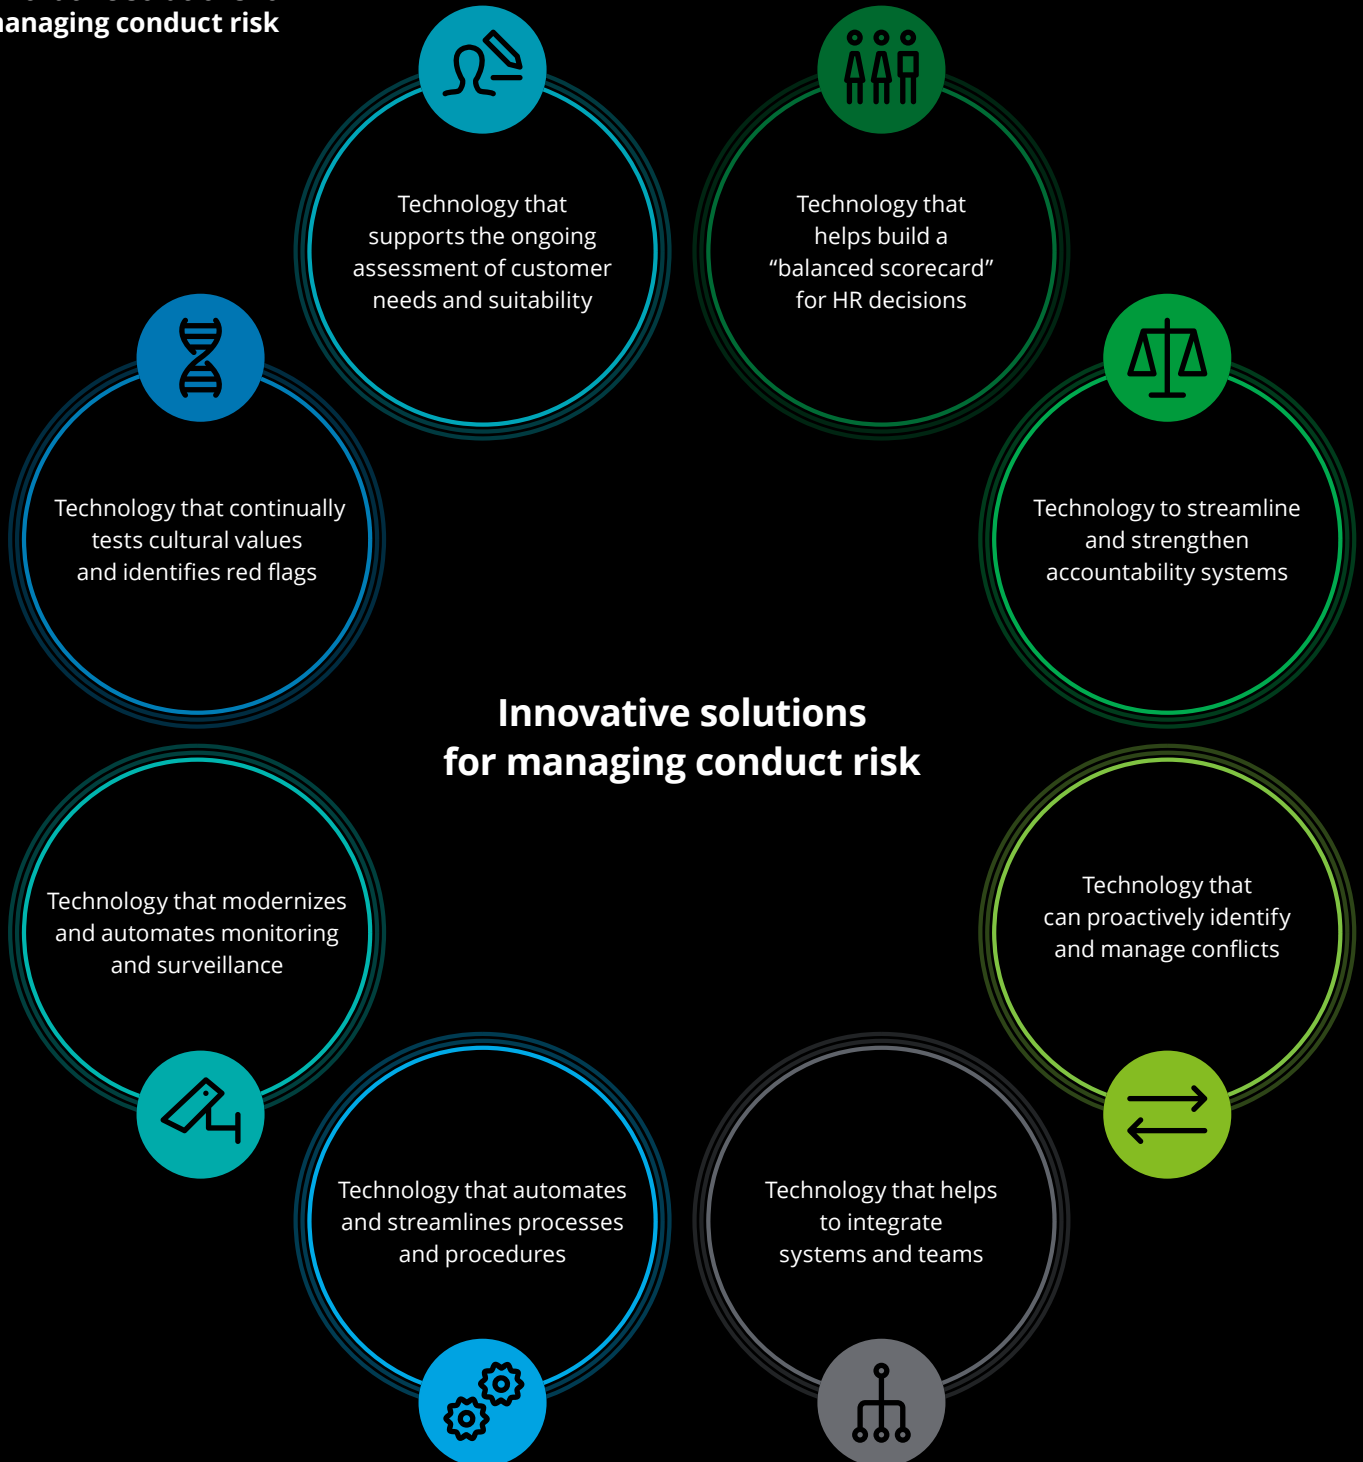 managing conduct risk
Technology that
supports the ongoing
assessment of customer
needs and suitability
Technology that
helps build a
“balanced scorecard”
for HR decisions
Technology that continually
tests cultural values
and identifies red flags
Technology to streamline
and strengthen
accountability systems
Innovative solutions
for managing conduct risk
Technology that modernizes
and automates monitoring
and surveillance
Technology that
can proactively identify
and manage conflicts
Technology that automates
and streamlines processes
and procedures
Technology that helps
to integrate
systems and teams